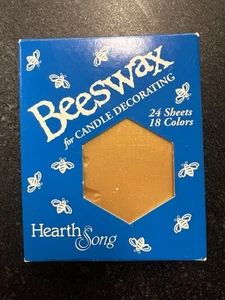 Beeswax
for CANDLE DECORATING
24 Sheets
18 Colors
Hearth
Song